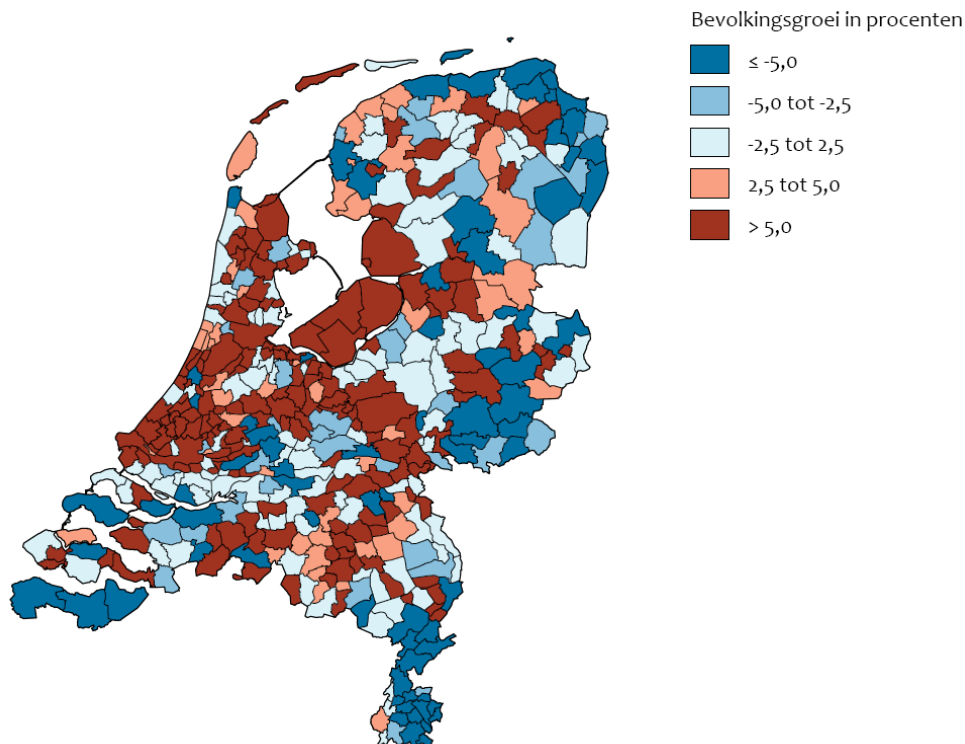 Bevolkingsgroei in procenten
≤ -5,0
-5,0 tot -2,5
-2,5 tot 2,5
2,5 tot 5,0
> 5,0